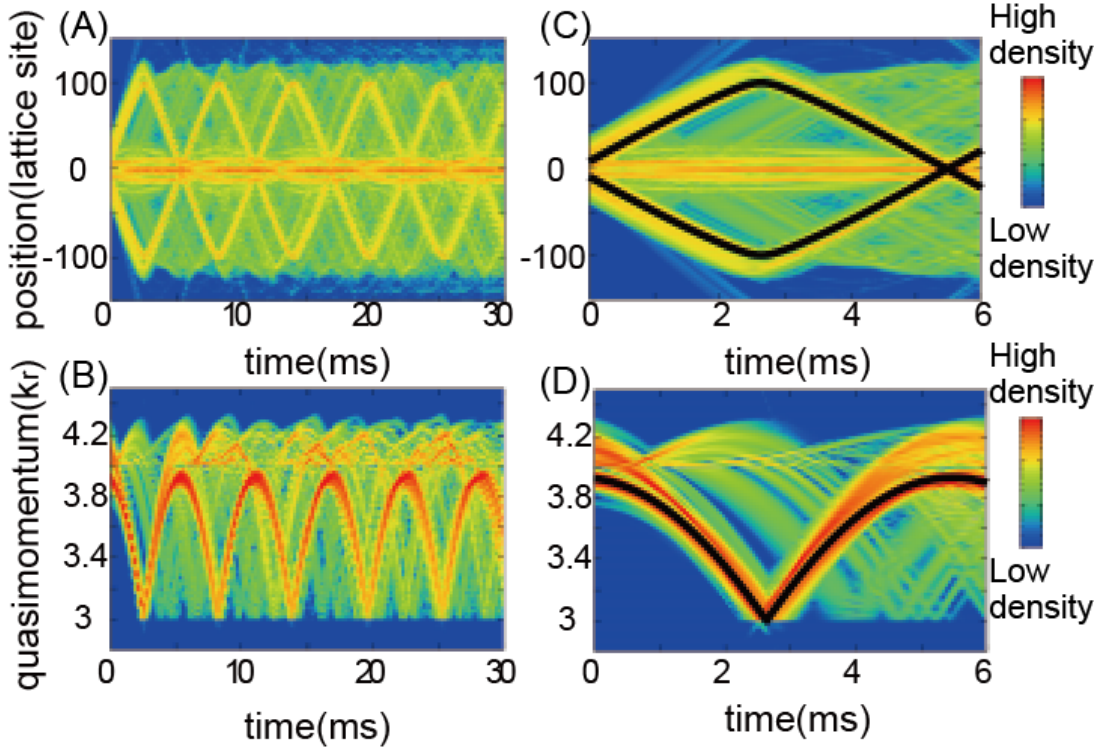 (A)
(C)
High
density
position(lattice site)
100
0
-100
0
10
20
30
time(ms)
100
0
-100
0
2
4
6
time(ms)
Low
density
(B)
(D)
High
density
quasimomentum(kr)
4.2
3.8
3.4
3
0
10
20
30
time(ms)
4.2
3.8
3.4
3
0
2
4
6
time(ms)
Low
density